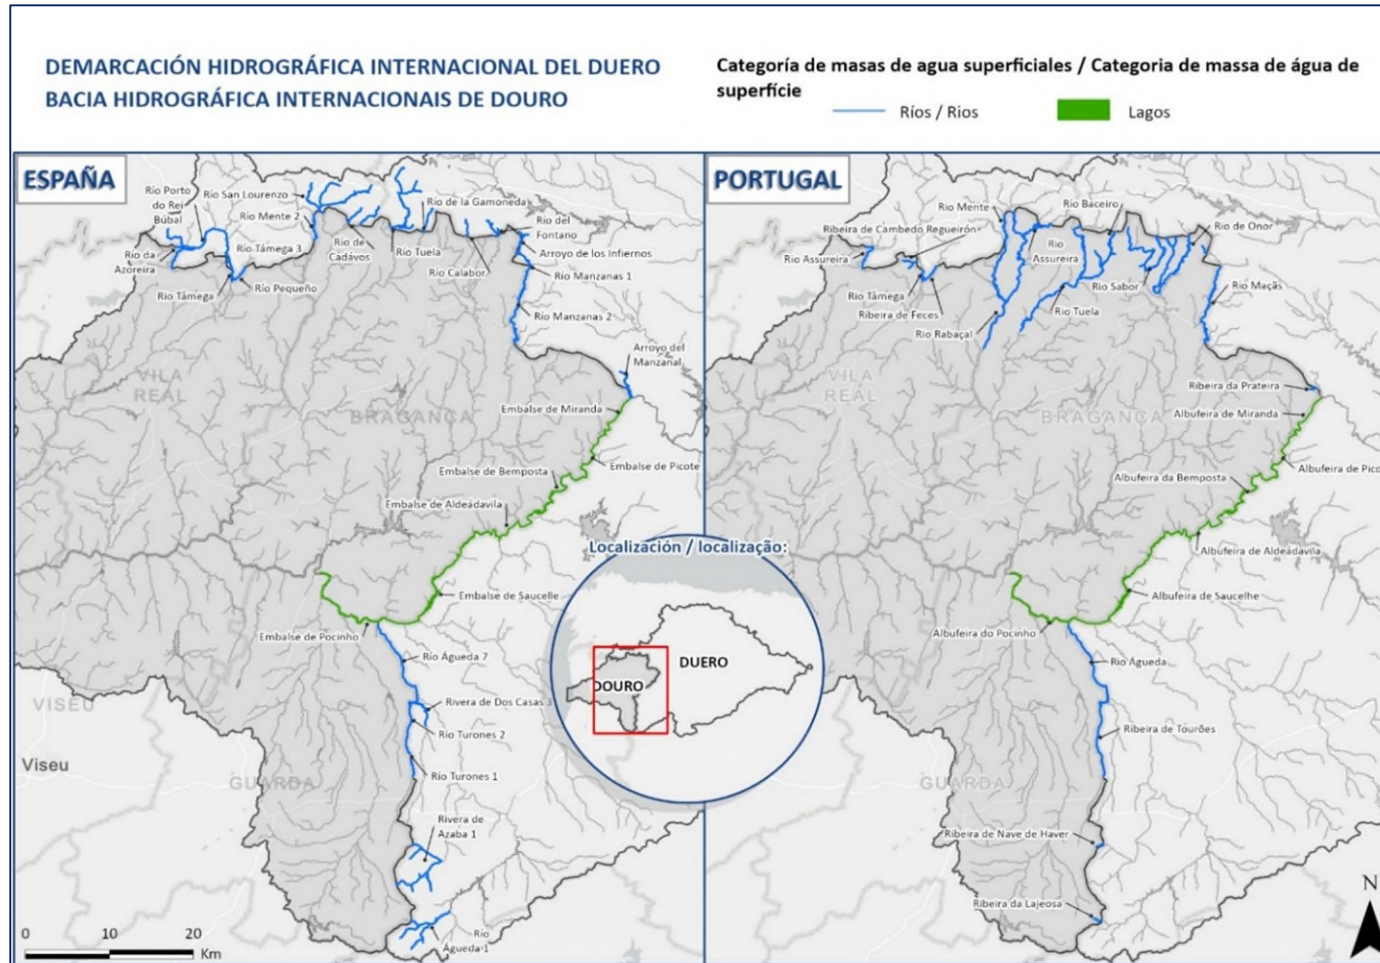 DEMARCACIÓN HIDROGRÁFICA INTERNACIONAL DEL DUERO
BACIA HIDROGRÁFICA INTERNACIONAIS DE DOURO
Categoría de masas de agua superficiales / Categoria de massa de água de
superfície
Ríos / Rios
Lagos
ESPAÑA
Río Porto
do Rei
Búbal
Río San Lourenzo
Río Mente 2
Río de la Gamoneda
Río del
Fontano
Río da
Azoreira
Río Támega 3
Río de
Cadavos
Río Tuela
Arroyo de los Infiernos
Río Calabor
Río Manzanas 1
Río Támega
Río Pequeño
Río Manzanas 2
Arroyo del
Manzanal
VILA
REAL
BRAGANÇA
Embalse de Miranda
Embalse de Picote
Embalse de Bemposta
Embalse de Aldeádavila
Embalse de Saucelle
Embalse de Pocinho
Río Águeda 7
Rivera de Dos Casas 3
Río Turones 2
VISEU
Viseu
Río Turones 1
GUARDA
Rivera de
Azaba 1
Río
Águeda 1
0 10 20
Km
Localización / localização:
DUERO
DOURO
PORTUGAL
Rio Mente
Rio Baceiro
Ribeira de Cambedo Regueirón
Rio de Onor
Rio Assureira
Rio
Assureira
Rio Maçãs
Rio Támega
Ribeira de Feces
Rio Sabor
Rio Tuela
Rio Rabaçal
VILA
REAL
BRAGANÇA
Ribeira da Prateira
Albufeira de Miranda
Albufeira de Pico
Albufeira da Bemposta
Albufeira de Aldeádavila
Albufeira de Saucelhe
Albufeira do Pocinho
Rio Águeda
Ribeira de Tourões
GUARDA
Ribeira de Nave de Haver
Ribeira da Lajeosa
N